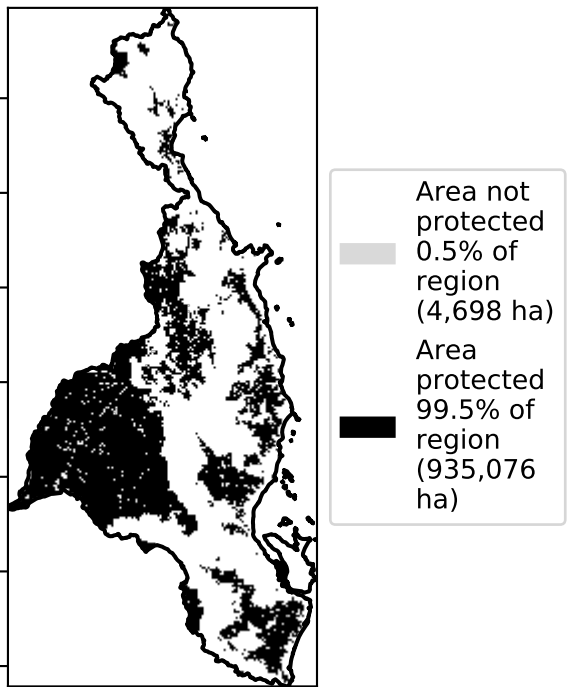 Area not
protected
0.5% of
region
(4,698 ha)
Area
protected
99.5% of
region
(935,076
ha)